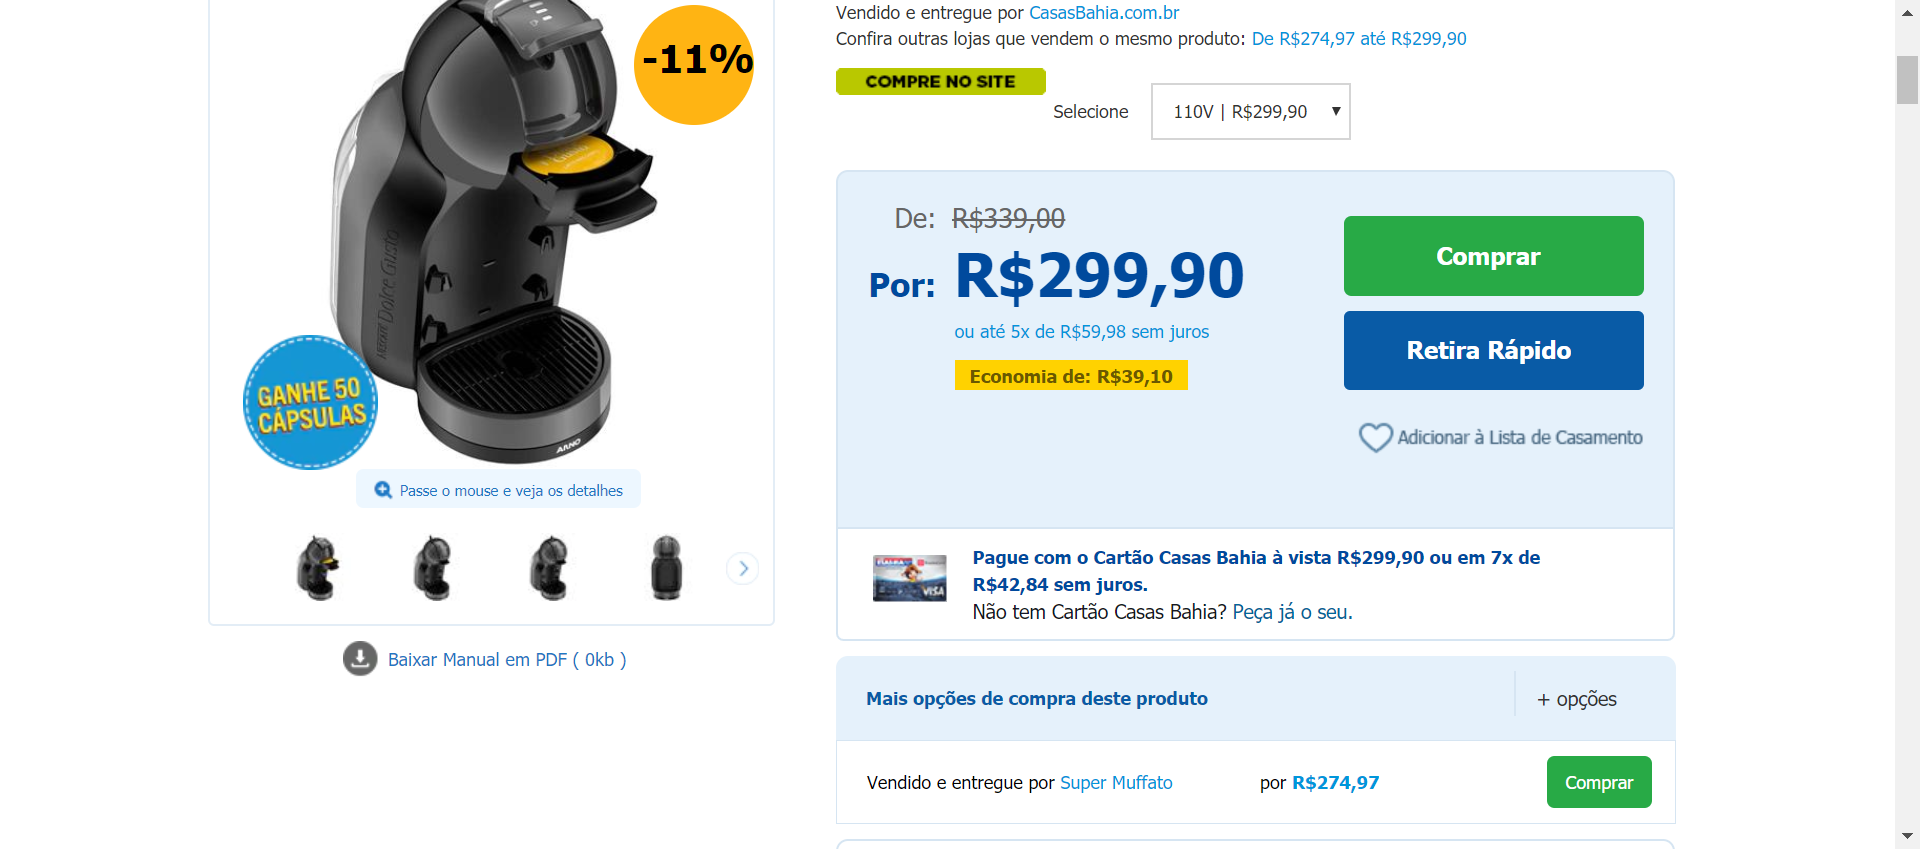 Vendido e entregue por CasasBahia.com.br
Confira outras lojas que vendem o mesmo produto: De R$274,97 até R$299,90
COMPRE NO SITE
Selecione
110V | R$299,90
-11%
NESCAFÉ Dolce Gusto
ARNO
GANHE 50
CÁPSULAS
Passe o mouse e veja os detalhes
Baixar Manual em PDF ( 0kb )
De: R$339,00
Por: R$299,90
ou até 5x de R$59,98 sem juros
Economia de: R$39,10
Comprar
Retira Rápido
Adicionar à Lista de Casamento
VISA
Pague com o Cartão Casas Bahia à vista R$299,90 ou em 7x de
R$42,84 sem juros.
Não tem Cartão Casas Bahia? Peça já o seu.
Mais opções de compra deste produto
+ opções
Vendido e entregue por Super Muffato
por R$274,97
Comprar